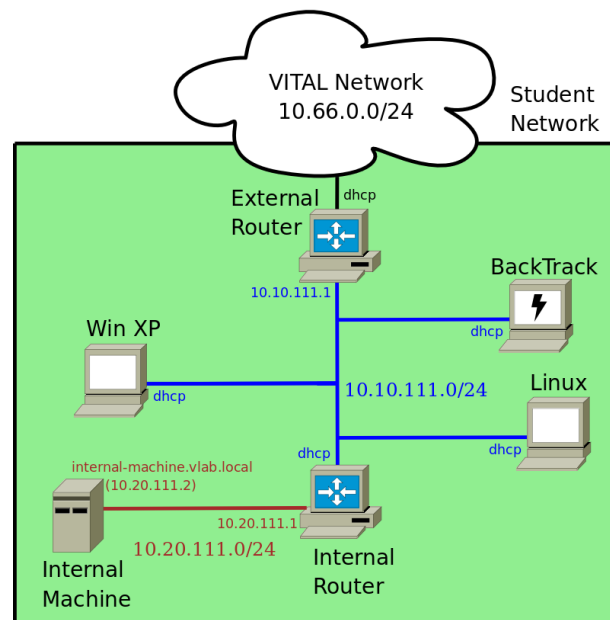 VITAL Network
10.66.0.0/24
Student
Network
dhcp
External
Router
10.10.111.1
BackTrack
dhcp
Win XP
dhcp
10.10.111.0/24
Linux
dhcp
dhcp
internal-machine.vlab.local
(10.20.111.2)
10.20.111.1
10.20.111.0/24
Internal
Machine
Internal
Router